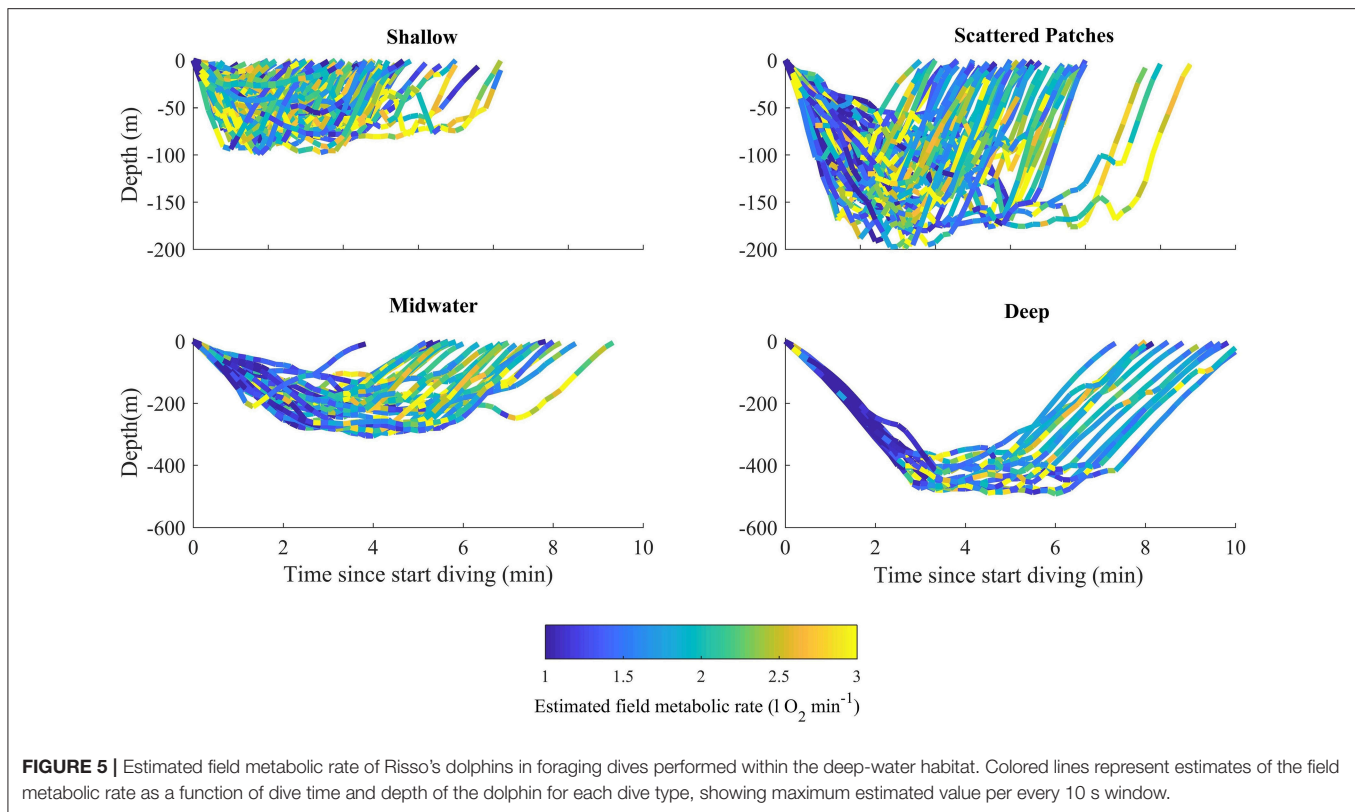 Shallow
Scattered Patches
0
-50
-100
-150
-200
Depth (m)
0
-50
-100
-150
-200
Midwater
Deep
0
-200
-400
-600
Depth(m)
0
-200
-400
-600
0 2 4 6 8 10
0 2 4 6 8 10
Time since start diving (min)
Time since start diving (min)
1 1.5 2 2.5 3
Estimated field metabolic rate (l O2 min-1)
FIGURE 5 | Estimated field metabolic rate of Risso's dolphins in foraging dives performed within the deep-water habitat. Colored lines represent estimates of the field
metabolic rate as a function of dive time and depth of the dolphin for each dive type, showing maximum estimated value per every 10 s window.